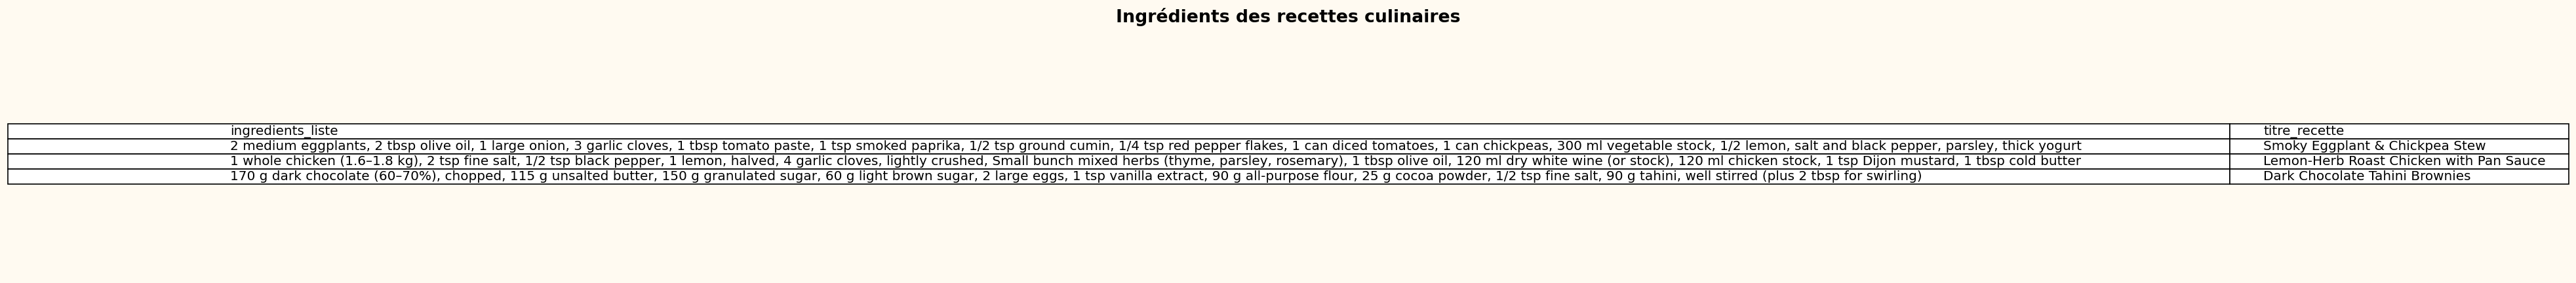 Ingrédients des recettes culinaires
ingredients_liste titre_recette
2 medium eggplants, 2 tbsp olive oil, 1 large onion, 3 garlic cloves, 1 tbsp tomato paste, 1 tsp smoked paprika, 1/2 tsp ground cumin, 1/4 tsp red pepper flakes, 1 can diced tomatoes, 1 can chickpeas, 300 ml vegetable stock, 1/2 lemon, salt and black pepper, parsley, thick yogurt Smoky Eggplant & Chickpea Stew
1 whole chicken (1.6–1.8 kg), 2 tsp fine salt, 1/2 tsp black pepper, 1 lemon, halved, 4 garlic cloves, lightly crushed, Small bunch mixed herbs (thyme, parsley, rosemary), 1 tbsp olive oil, 120 ml dry white wine (or stock), 120 ml chicken stock, 1 tsp Dijon mustard, 1 tbsp cold butter Lemon-Herb Roast Chicken with Pan Sauce
170 g dark chocolate (60–70%), chopped, 115 g unsalted butter, 150 g granulated sugar, 60 g light brown sugar, 2 large eggs, 1 tsp vanilla extract, 90 g all-purpose flour, 25 g cocoa powder, 1/2 tsp fine salt, 90 g tahini, well stirred (plus 2 tbsp for swirling) Dark Chocolate Tahini Brownies